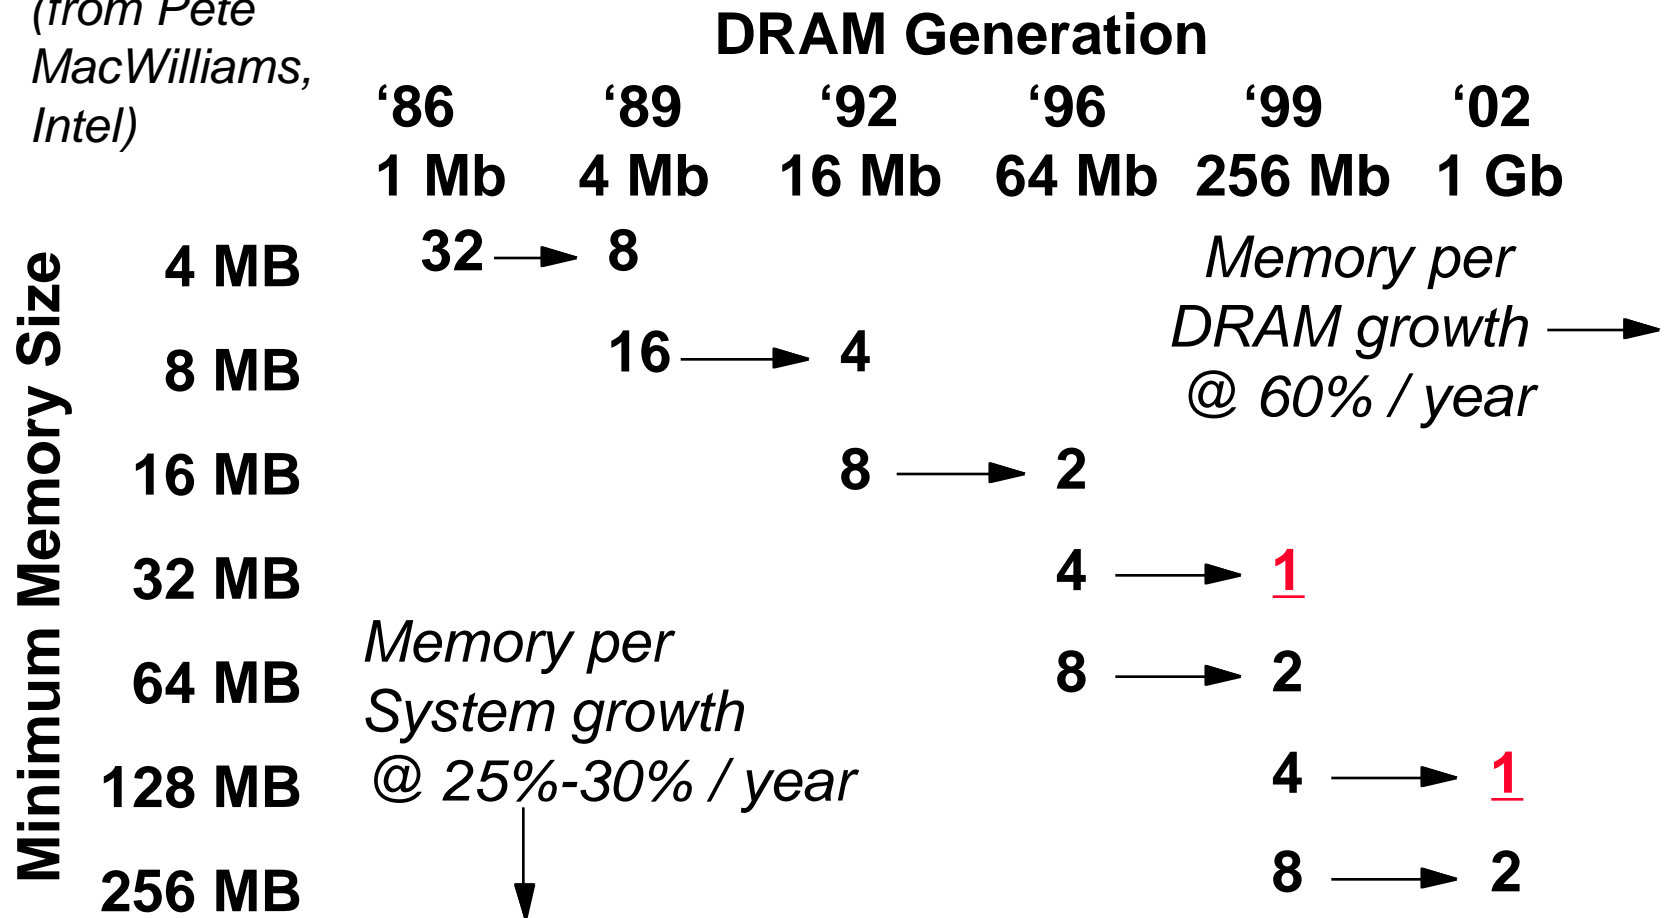 (from Pete
MacWilliams,
Intel)
DRAM Generation
‘86 ‘89 ‘92 ‘96 ‘99 ‘02
1 Mb 4 Mb 16 Mb 64 Mb 256 Mb 1 Gb
Minimum Memory Size
4 MB 32 8
8 MB 16 4
16 MB 8 2
32 MB 4 1
64 MB 8 2
128 MB 4 1
256 MB 8 2
Memory per
DRAM growth
@ 60% / year
Memory per
System growth
@ 25%-30% / year